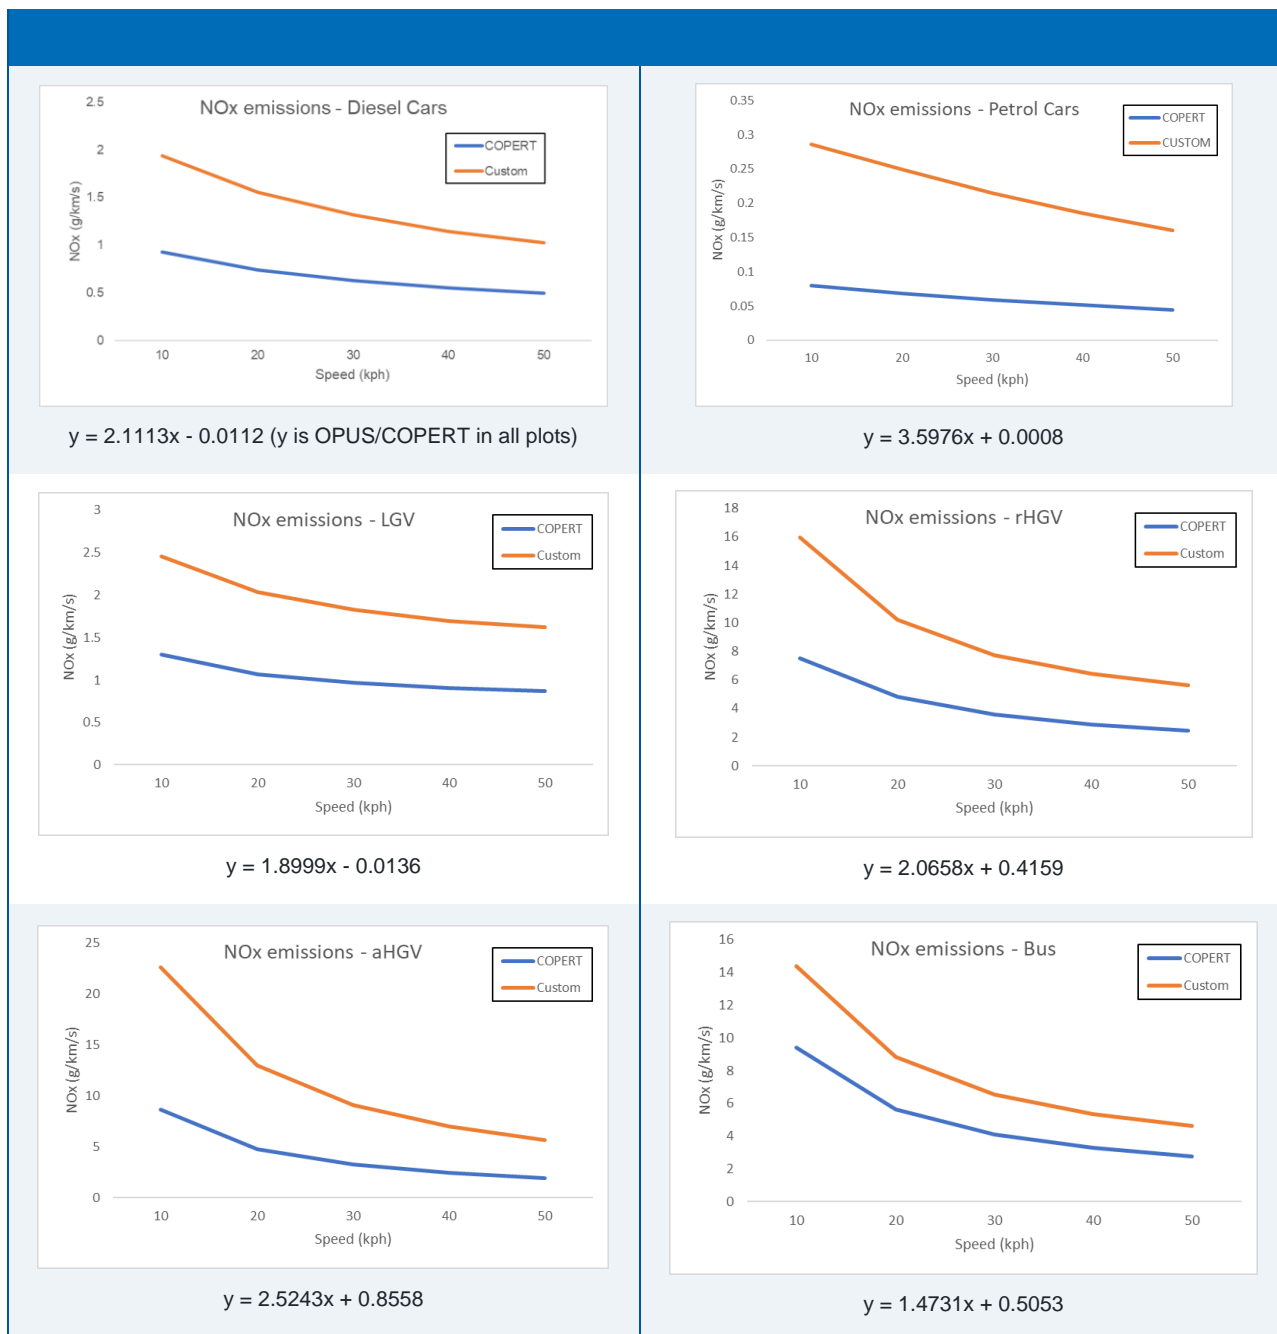 NOx emissions - Diesel Cars
COPERT
Custom
2.5
2
1.5
1
0.5
0
NOx (g/km/s)
10 20 30 40 50
Speed (kph)
y = 2.1113x - 0.0112 (y is OPUS/COPERT in all plots)
NOx emissions - Petrol Cars
COPERT
CUSTOM
0.35
0.3
0.25
0.2
0.15
0.1
0.05
0
NOx (g/km/s)
10 20 30 40 50
Speed (kph)
y = 3.5976x + 0.0008
NOx emissions - LGV
COPERT
Custom
3
2.5
2
1.5
1
0.5
0
NOx (g/km/s)
10 20 30 40 50
Speed (kph)
y = 1.8999x - 0.0136
NOx emissions - rHGV
COPERT
Custom
18
16
14
12
10
8
6
4
2
0
NOx (g/km/s)
10 20 30 40 50
Speed (kph)
y = 2.0658x + 0.4159
NOx emissions - aHGV
COPERT
Custom
25
20
15
10
5
0
NOx (g/km/s)
10 20 30 40 50
Speed (kph)
y = 2.5243x + 0.8558
NOx emissions - Bus
COPERT
Custom
16
14
12
10
8
6
4
2
0
NOx (g/km/s)
10 20 30 40 50
Speed (kph)
y = 1.4731x + 0.5053